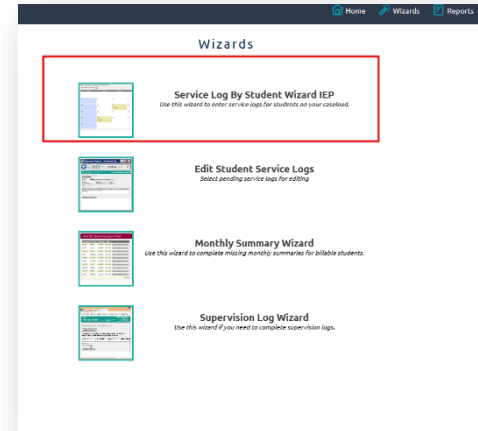 Home Wizards Reports
Wizards
Service Log By Student Wizard IEP
Use this wizard to enter service logs for students on your caseload.
Edit Student Service Logs
Select pending service logs for editing
Monthly Summary Wizard
Use this wizard to complete missing monthly summaries for billable students.
Supervision Log Wizard
Use this wizard if you need to complete supervision logs.